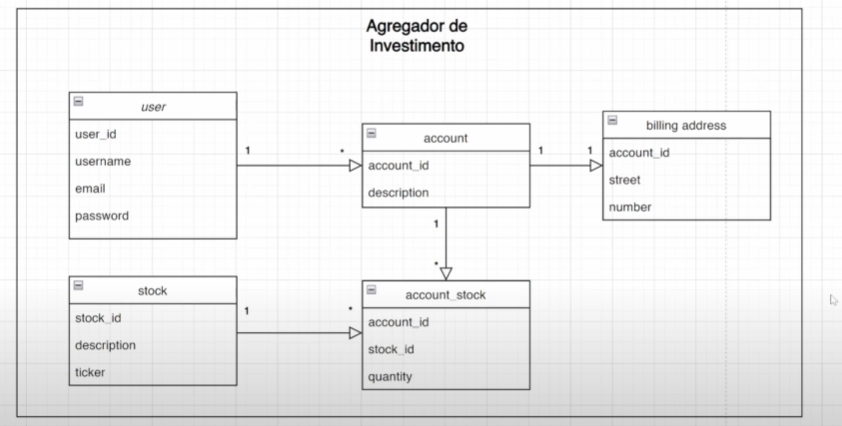 Agregador de
Investimento
user
user_id
username
email
password
1
*
account
account_id
description
1
1
billing address
account_id
street
number
1
*
stock
stock_id
description
ticker
1
*
account_stock
account_id
stock_id
quantity